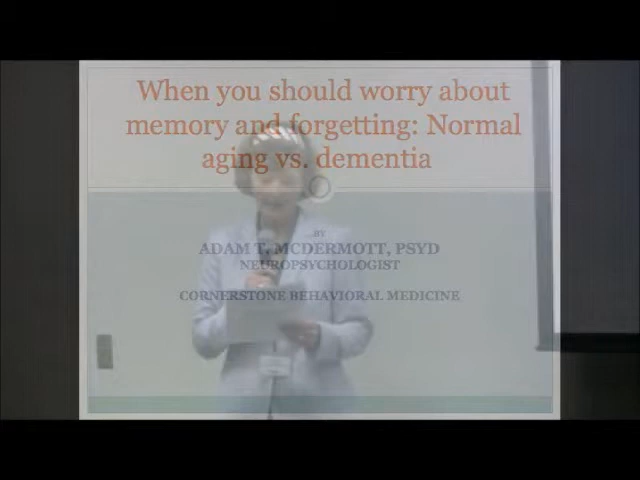 When you should worry about
memory and forgetting: Normal
aging vs. dementia
BY
ADAM T. MCDERMOTT, PSYD
NEUROPSYCHOLOGIST
CORNERSTONE BEHAVIORAL MEDICINE